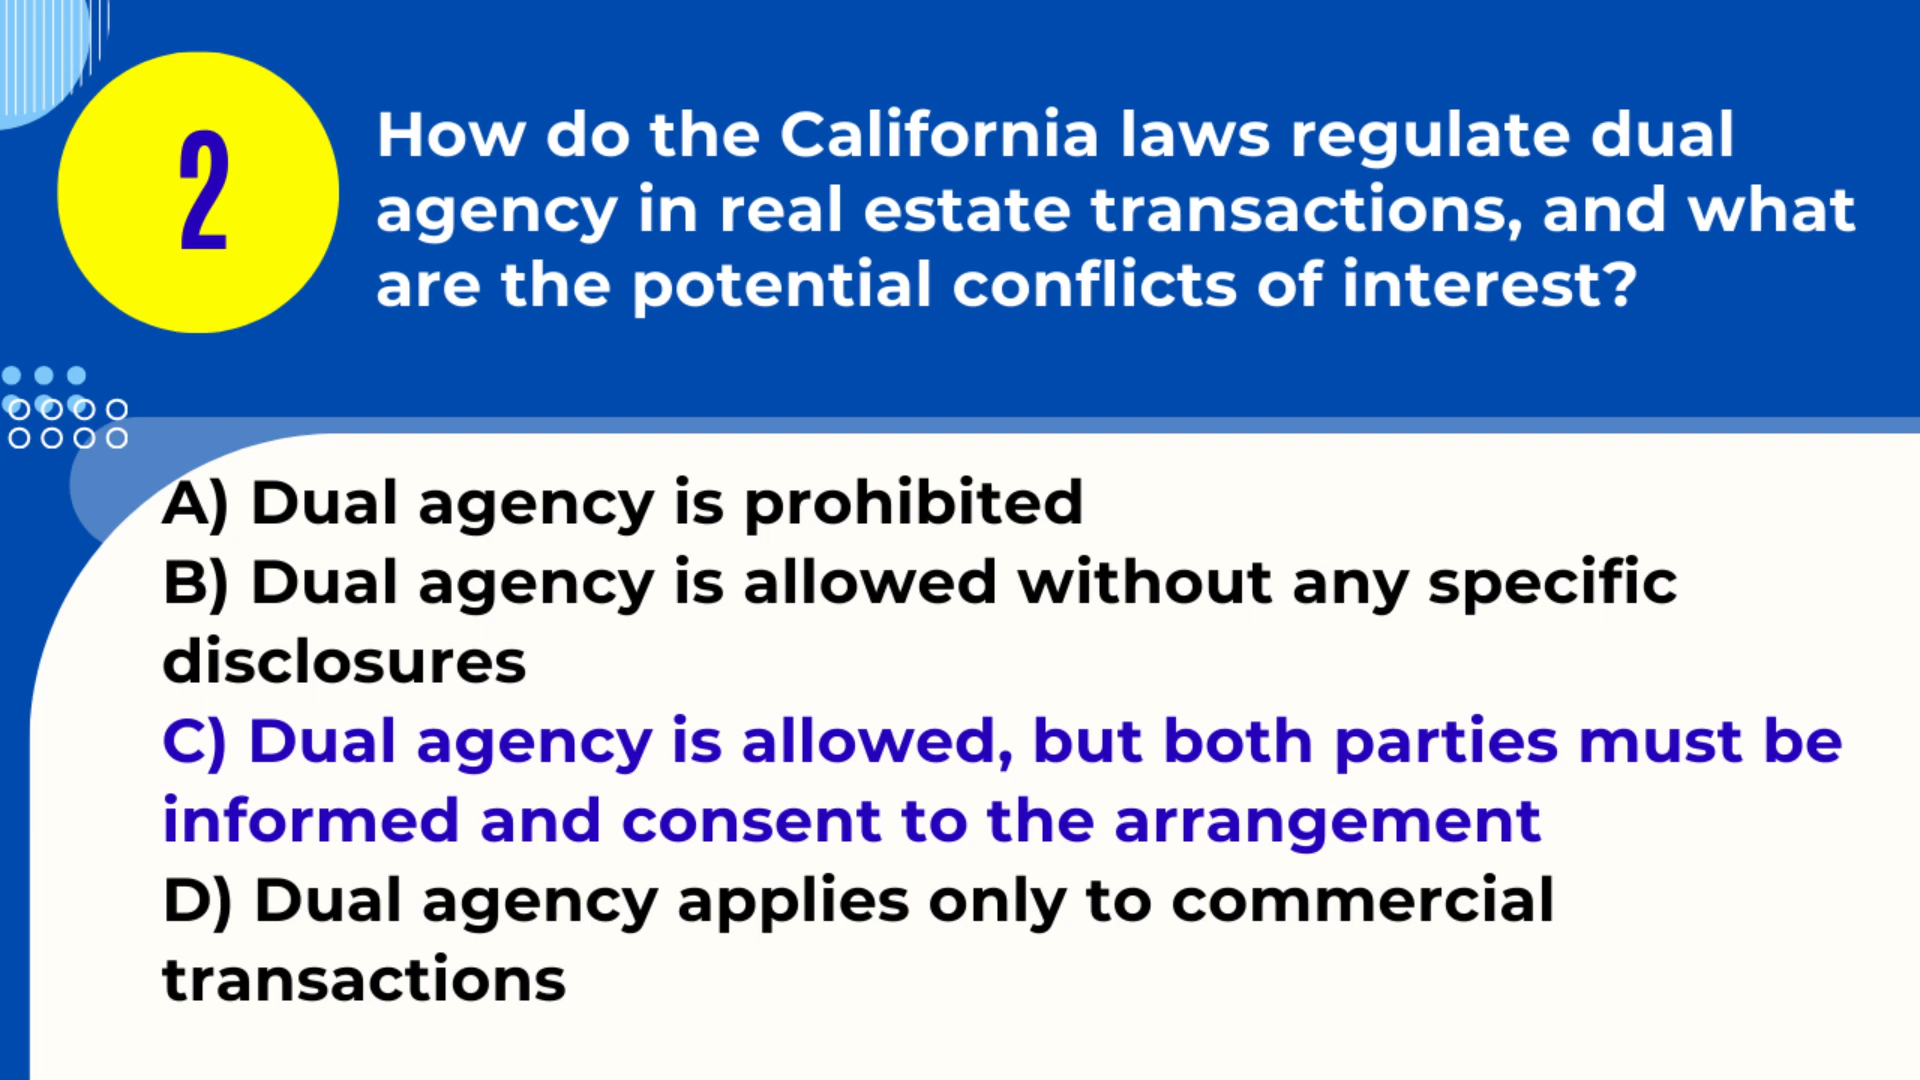 2
How do the California laws regulate dual
agency in real estate transactions, and what
are the potential conflicts of interest?
A) Dual agency is prohibited
B) Dual agency is allowed without any specific
disclosures
C) Dual agency is allowed, but both parties must be
informed and consent to the arrangement
D) Dual agency applies only to commercial
transactions